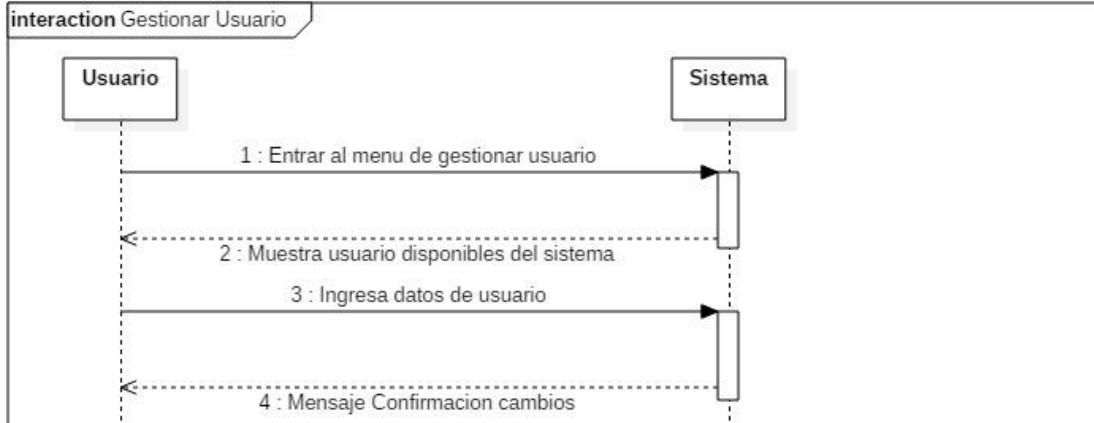 interaction Gestionar Usuario
Usuario
Sistema
1 : Entrar al menu de gestionar usuario
2 : Muestra usuario disponibles del sistema
3 : Ingresa datos de usuario
4 : Mensaje Confirmacion cambios